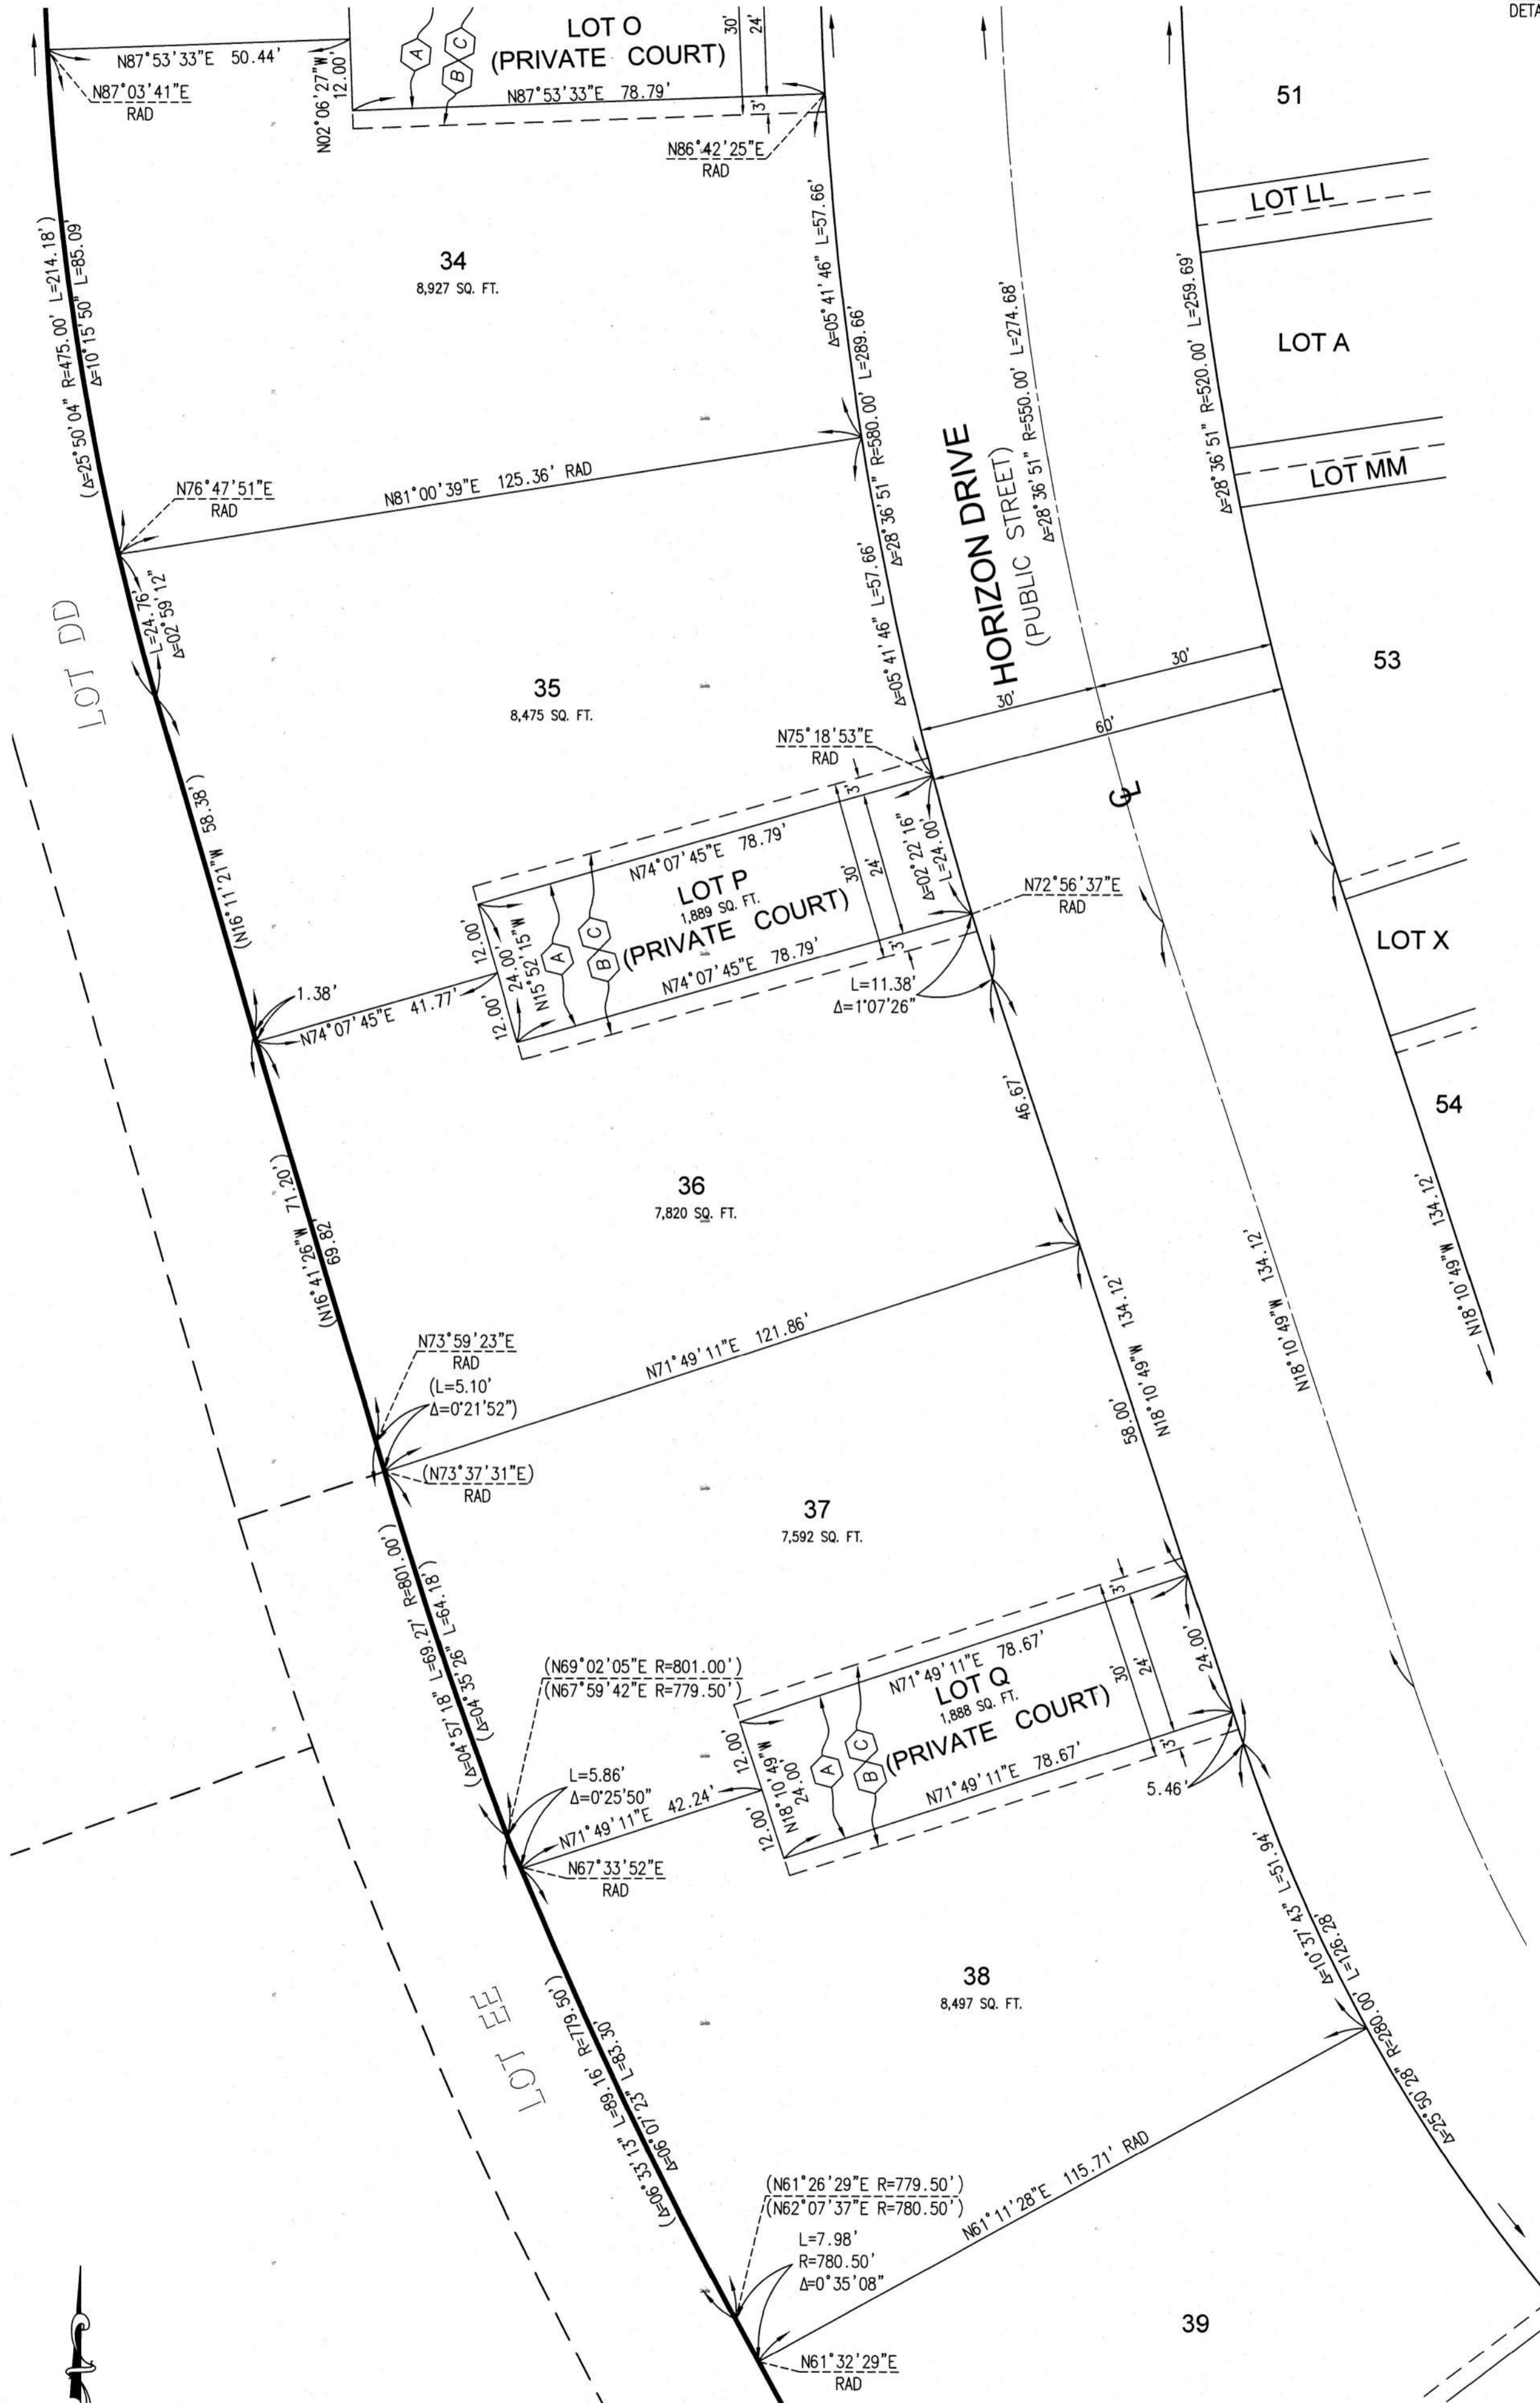 DETA
LOT O
(PRIVATE COURT)
30'
24'
3'
A
B
C
N87°53'33"E 50.44'
N87°03'41"E
RAD
N02°06'27"W
12.00'
N87°53'33"E 78.79'
N86°42'25"E
RAD
51
LOT LL
LOT A
LOT MM
53
LOT X
54
34
8,927 SQ. FT.
(Δ=25°50'04" R=475.00' L=214.18')
Δ=10°15'50" L=85.09'
Δ=05°41'46" L=57.66'
Δ=28°36'51" R=580.00' L=289.66'
HORIZON DRIVE
(PUBLIC STREET)
Δ=28°36'51" R=550.00' L=274.68'
Δ=28°36'51" R=520.00' L=259.69'
N76°47'51"E
RAD
N81°00'39"E 125.36' RAD
L=24.76'
Δ=02°59'12"
LOT DD
35
8,475 SQ. FT.
Δ=05°41'46" L=57.66'
30'
30'
60'
N75°18'53"E
RAD
(N16°11'21"W 58.38')
3'
N74°07'45"E 78.79'
LOT P
1,889 SQ. FT.
(PRIVATE COURT)
N74°07'45"E 78.79'
30'
24'
3'
Δ=02°22'16"
L=24.00'
N72°56'37"E
RAD
12.00'
24.00'
N15°52'15"W
12.00'
A
B
C
1.38'
N74°07'45"E 41.77'
L=11.38'
Δ=1°07'26"
46.67'
36
7,820 SQ. FT.
(N16°41'26"W 71.20')
69.82'
N73°59'23"E
RAD
(L=5.10'
Δ=0°21'52")
N71°49'11"E 121.86'
(N73°37'31"E)
RAD
58.00'
N18°10'49"W 134.12'
N18°10'49"W 134.12'
N18°10'49"W 134.12'
37
7,592 SQ. FT.
(Δ=04°57'18" L=69.27' R=801.00')
(Δ=04°35'26" L=64.18')
(N69°02'05"E R=801.00')
(N67°59'42"E R=779.50')
3'
N71°49'11"E 78.67'
LOT Q
1,888 SQ. FT.
(PRIVATE COURT)
N71°49'11"E 78.67'
30'
24'
3'
24.00'
12.00'
N18°10'49"W
24.00'
12.00'
A
B
C
L=5.86'
Δ=0°25'50"
N71°49'11"E 42.24'
N67°33'52"E
RAD
5.46'
Δ=10°37'43" L=51.94'
Δ=25°50'28" R=280.00' L=126.28'
38
8,497 SQ. FT.
LOT EE
(Δ=06°33'13" L=89.16' R=779.50')
Δ=06°07'23" L=83.30'
(N61°26'29"E R=779.50')
(N62°07'37"E R=780.50')
L=7.98'
R=780.50'
Δ=0°35'08"
N61°11'28"E 115.71' RAD
N61°32'29"E
RAD
39